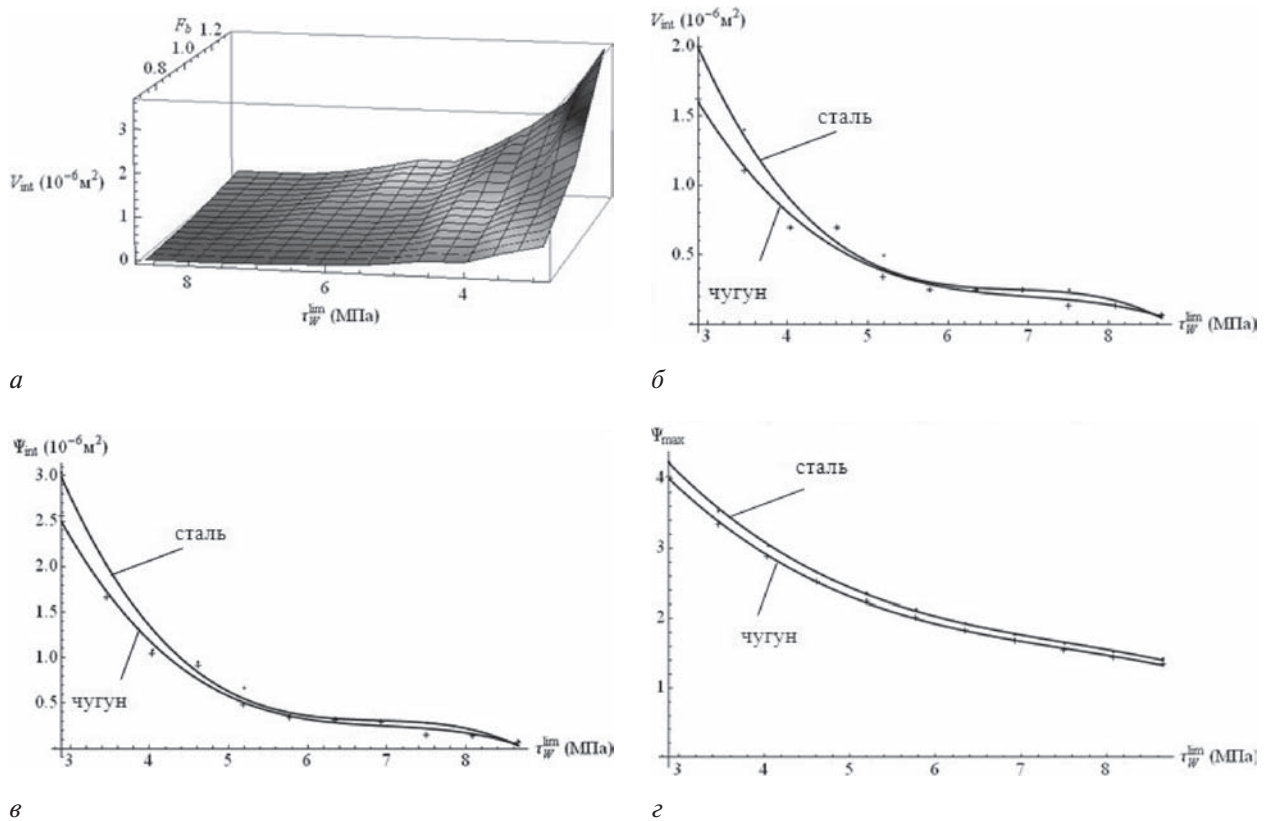 F_b 1.2
1.0
0.8
3
2
V_int (10^−6 м^2)
1
0
8
6
4
τ_W^lim (МПа)
а
V_int (10^−6 м^2)
2.0
1.5
1.0
0.5
сталь
чугун
3 4 5 6 7 8 τ_W^lim (МПа)
б
Ψ_int (10^−6 м^2)
3.0
2.5
2.0
1.5
1.0
0.5
сталь
чугун
3 4 5 6 7 8 τ_W^lim (МПа)
в
Ψ_max
4
3
2
1
сталь
чугун
3 4 5 6 7 8 τ_W^lim (МПа)
г